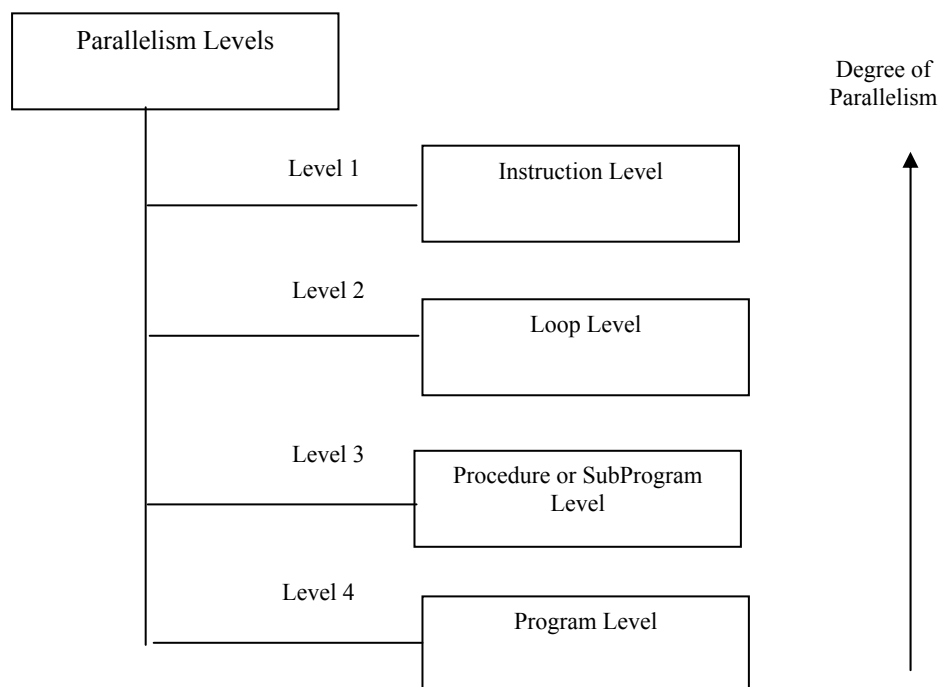 Parallelism Levels
Degree of
Parallelism
Level 1
Instruction Level
Level 2
Loop Level
Level 3
Procedure or SubProgram
Level
Level 4
Program Level